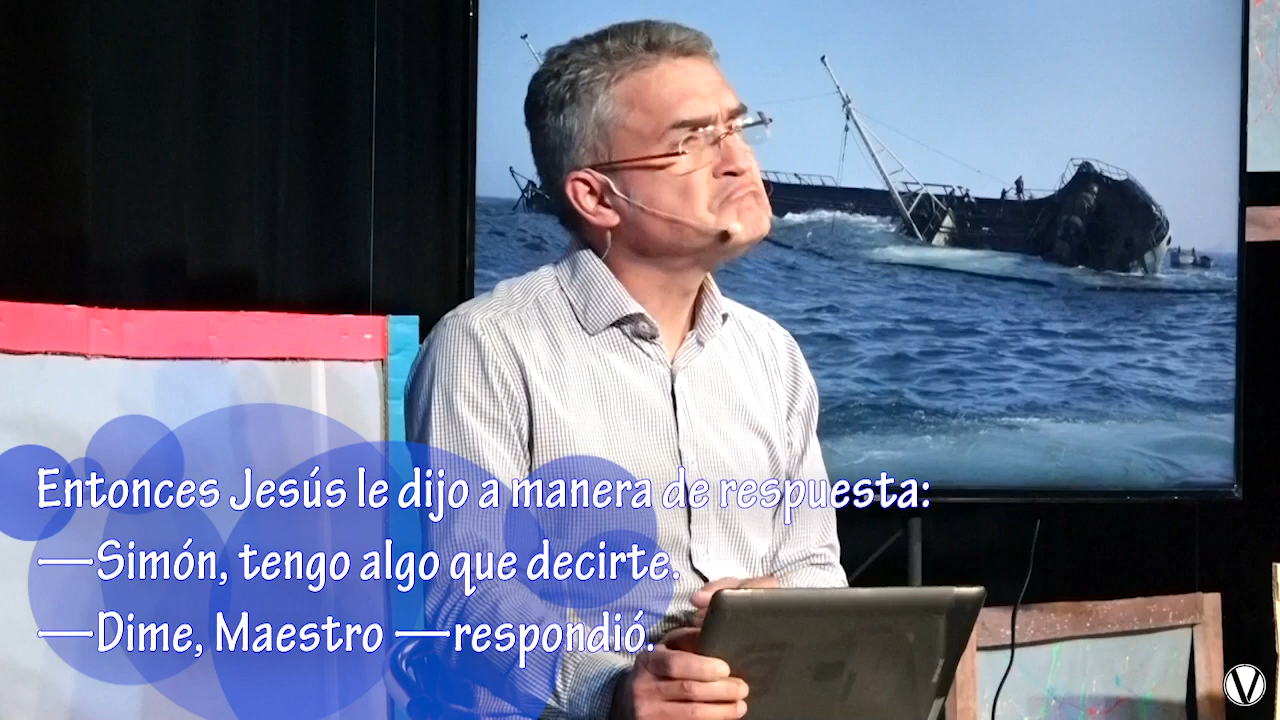 Entonces Jesús le dijo a manera de respuesta:
—Simón, tengo algo que decirte.
—Dime, Maestro —respondió.